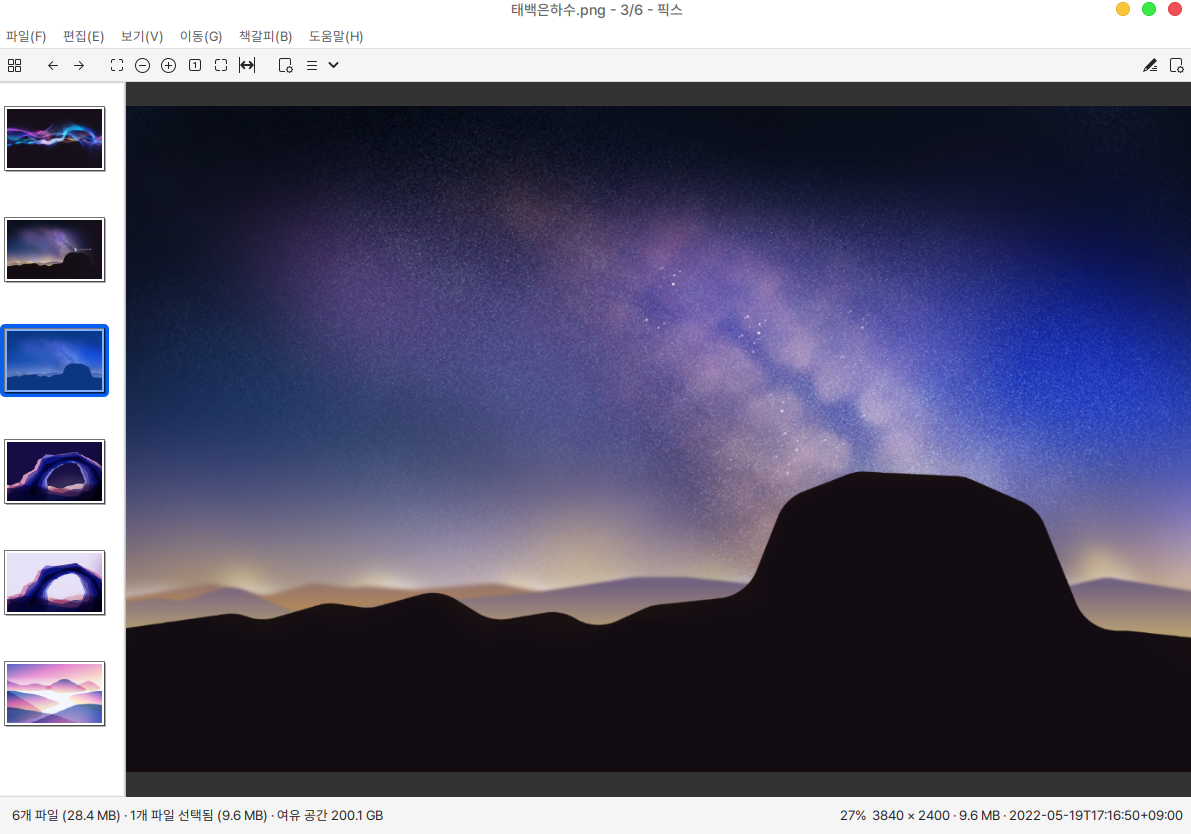 태백은하수.png - 3/6 - 픽스
파일(F) 편집(E) 보기(V) 이동(G) 책갈피(B) 도움말(H)
6개 파일 (28.4 MB) · 1개 파일 선택됨 (9.6 MB) · 여유 공간 200.1 GB
27% 3840 × 2400 · 9.6 MB · 2022-05-19T17:16:50+09:00